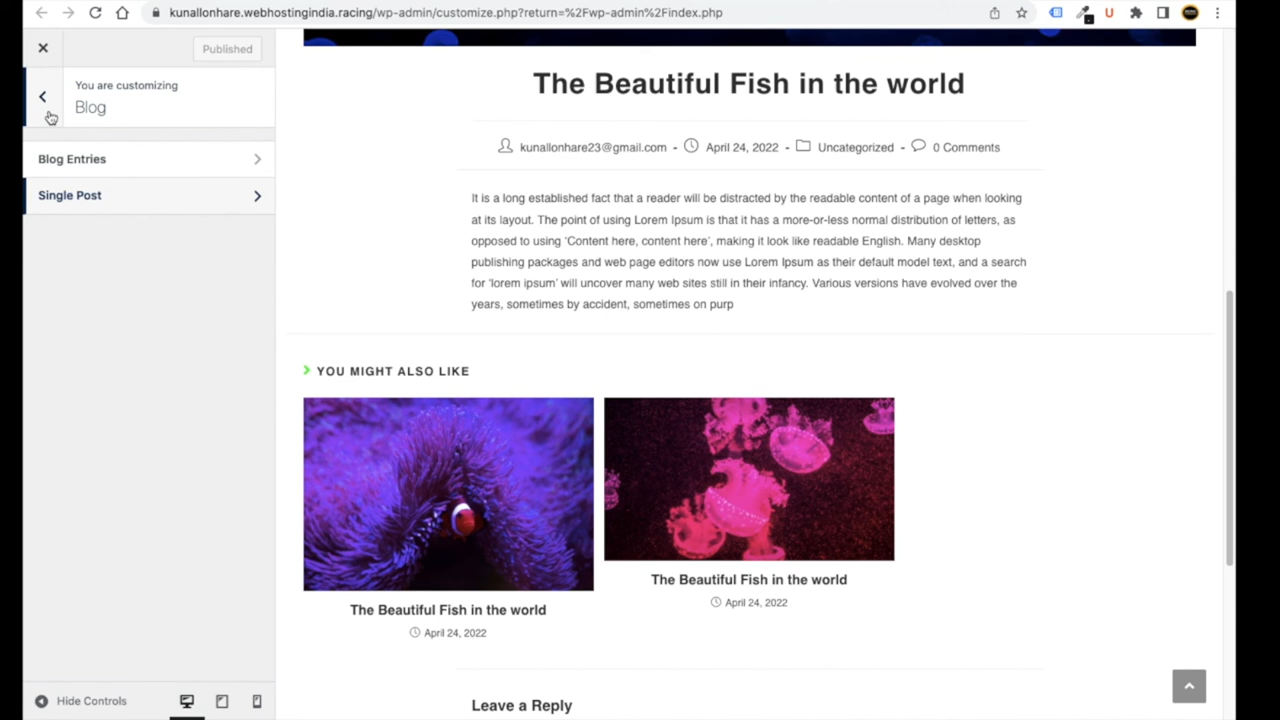 kunallonhare.webhostingindia.racing/wp-admin/customize.php?return=%2Fwp-admin%2Findex.php
Published
You are customizing
Blog
Blog Entries
Single Post
Hide Controls
The Beautiful Fish in the world
kunallonhare23@gmail.com - April 24, 2022 - Uncategorized - 0 Comments
It is a long established fact that a reader will be distracted by the readable content of a page when looking
at its layout. The point of using Lorem Ipsum is that it has a more-or-less normal distribution of letters, as
opposed to using 'Content here, content here', making it look like readable English. Many desktop
publishing packages and web page editors now use Lorem Ipsum as their default model text, and a search
for 'lorem ipsum' will uncover many web sites still in their infancy. Various versions have evolved over the
years, sometimes by accident, sometimes on purp
YOU MIGHT ALSO LIKE
The Beautiful Fish in the world
April 24, 2022
The Beautiful Fish in the world
April 24, 2022
Leave a Reply